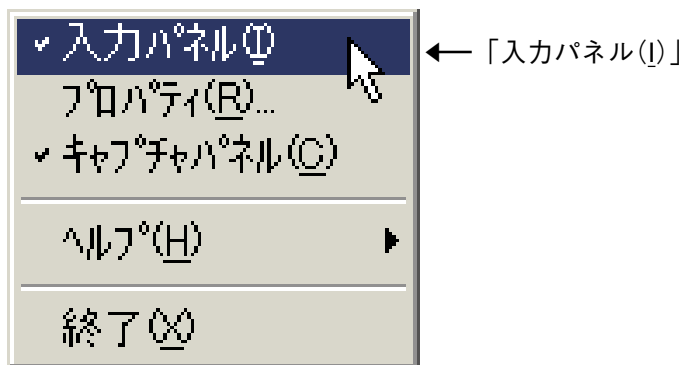 入力パネル(I)
「入力パネル(I)」
プロパティ(R)...
キャプチャパネル(C)
ヘルプ(H)
終了(X)